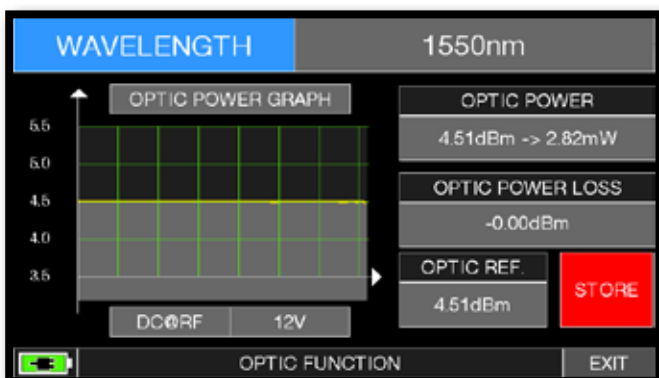 WAVELENGTH 1550nm
OPTIC POWER GRAPH
5.5
5.0
4.5
4.0
3.5
DC@RF 12V
OPTIC POWER
4.51dBm -> 2.82mW
OPTIC POWER LOSS
-0.00dBm
OPTIC REF.
4.51dBm
STORE
OPTIC FUNCTION EXIT